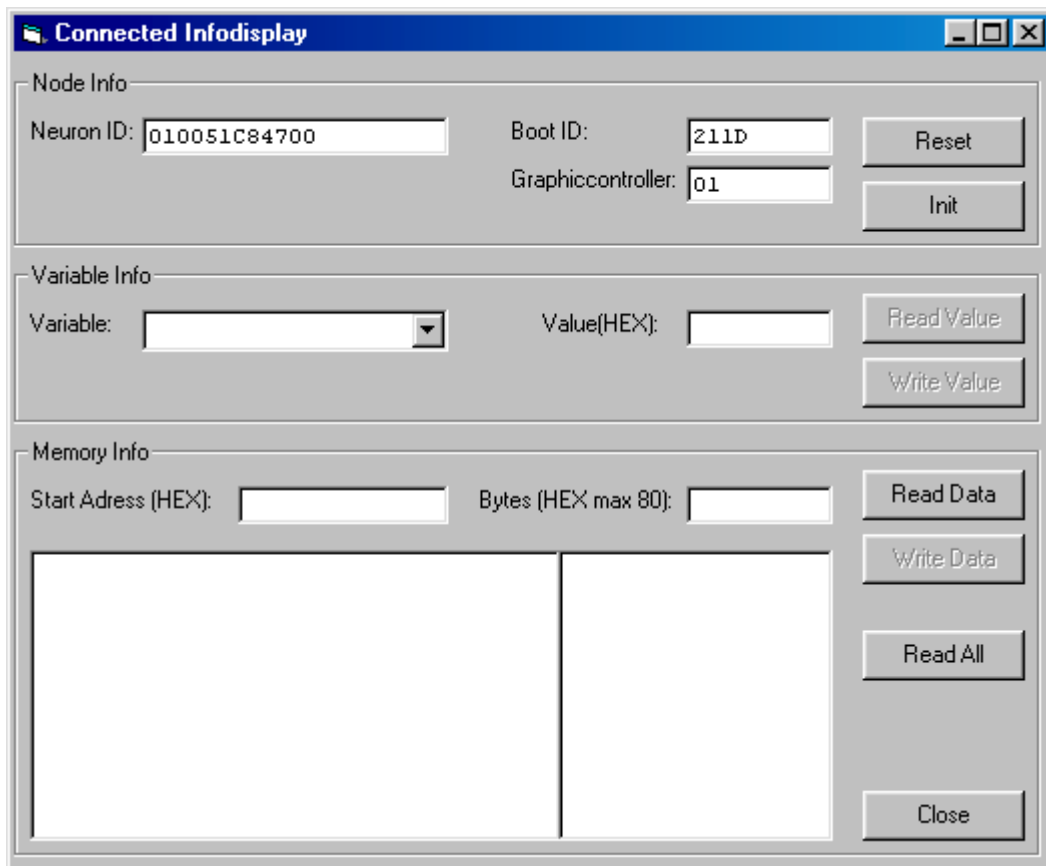 Connected Infodisplay
Node Info
Neuron ID: 010051C84700 Boot ID: 211D Reset
Graphiccontroller: 01 Init
Variable Info
Variable: Value(HEX): Read Value
Write Value
Memory Info
Start Adress (HEX): Bytes (HEX max 80): Read Data
Write Data
Read All
Close